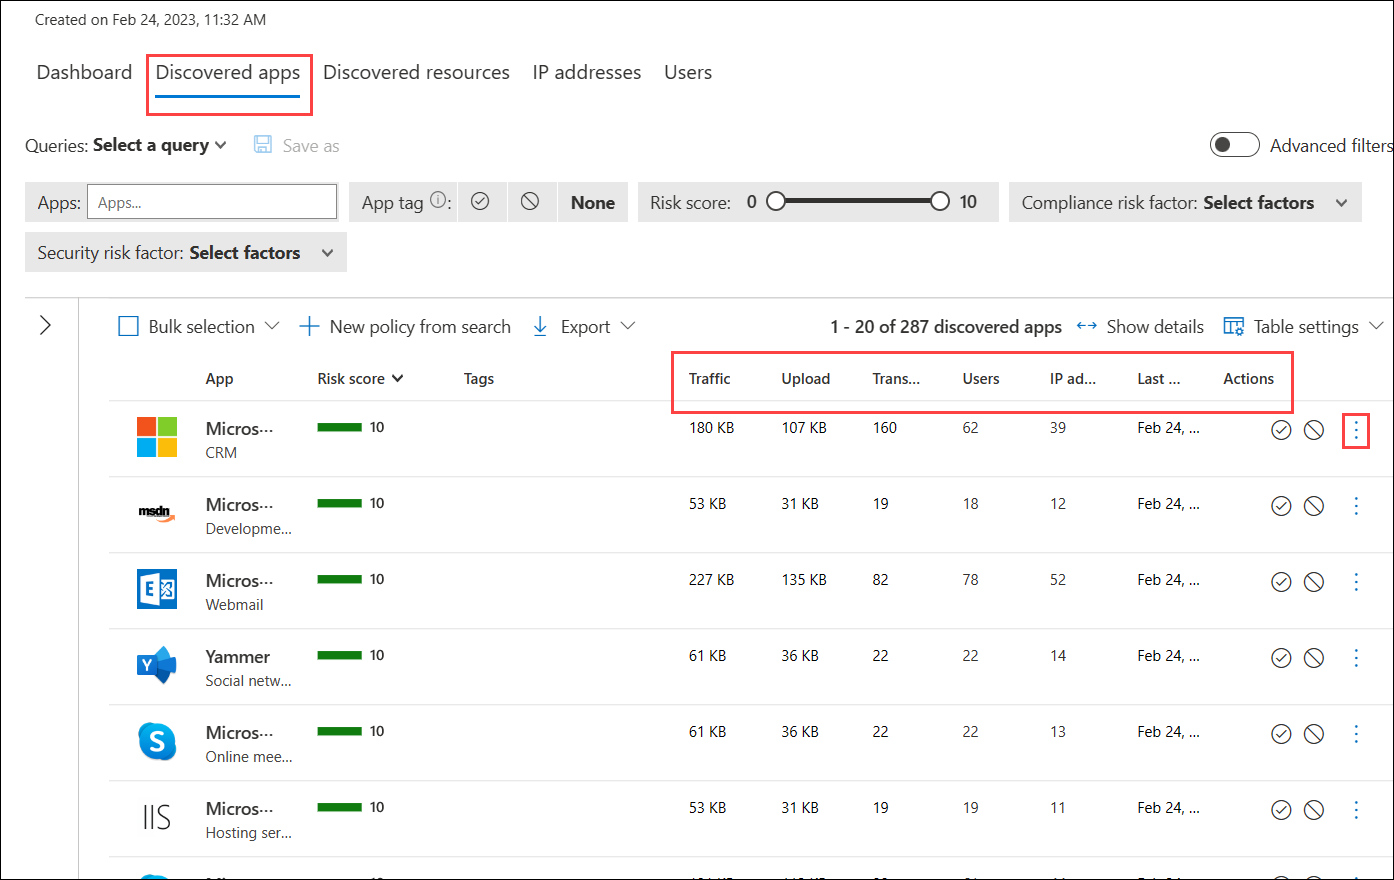 Created on Feb 24, 2023, 11:32 AM
Dashboard Discovered apps Discovered resources IP addresses Users
Queries: Select a query Save as Advanced filters
Apps: Apps... App tag : None Risk score: 0 10 Compliance risk factor: Select factors
Security risk factor: Select factors
Bulk selection New policy from search Export 1 - 20 of 287 discovered apps Show details Table settings
App Risk score Tags Traffic Upload Trans... Users IP ad... Last ... Actions
Micros... 10 180 KB 107 KB 160 62 39 Feb 24, ...
CRM
msdn Micros... 10 53 KB 31 KB 19 18 12 Feb 24, ...
Developme...
E Micros... 10 227 KB 135 KB 82 78 52 Feb 24, ...
Webmail
Y Yammer 10 61 KB 36 KB 22 22 14 Feb 24, ...
Social netw...
S Micros... 10 61 KB 36 KB 22 22 13 Feb 24, ...
Online mee...
IIS Micros... 10 53 KB 31 KB 19 19 11 Feb 24, ...
Hosting ser...